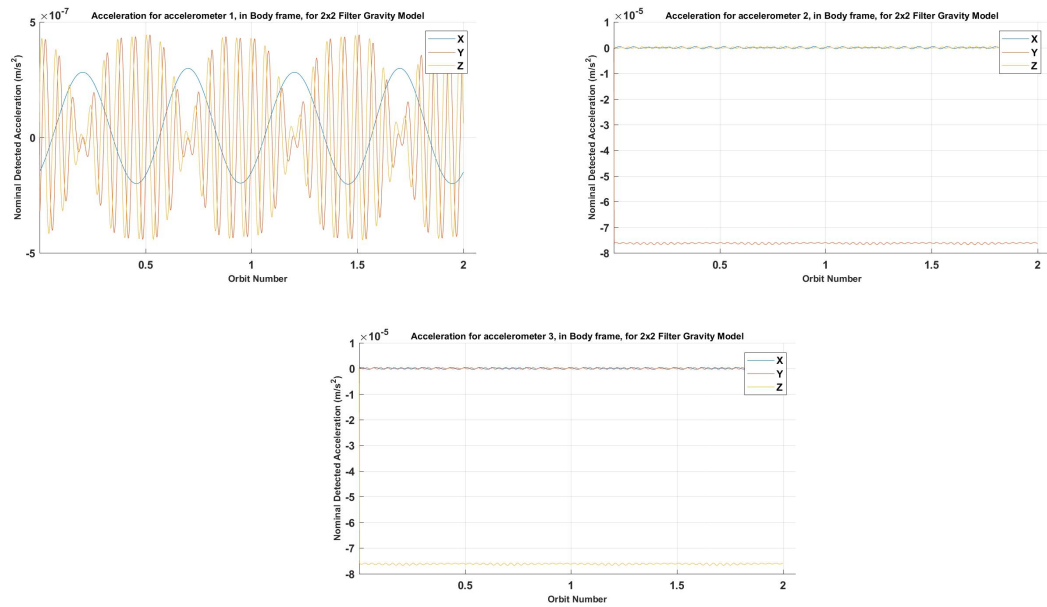 Acceleration for accelerometer 1, in Body frame, for 2x2 Filter Gravity Model
×10⁻⁷
5
0
-5
Nominal Detected Acceleration (m/s²)
X
Y
Z
0.5 1 1.5 2
Orbit Number
Acceleration for accelerometer 2, in Body frame, for 2x2 Filter Gravity Model
×10⁻⁵
1
0
-1
-2
-3
-4
-5
-6
-7
-8
Nominal Detected Acceleration (m/s²)
X
Y
Z
0.5 1 1.5 2
Orbit Number
Acceleration for accelerometer 3, in Body frame, for 2x2 Filter Gravity Model
×10⁻⁵
1
0
-1
-2
-3
-4
-5
-6
-7
-8
Nominal Detected Acceleration (m/s²)
X
Y
Z
0.5 1 1.5 2
Orbit Number